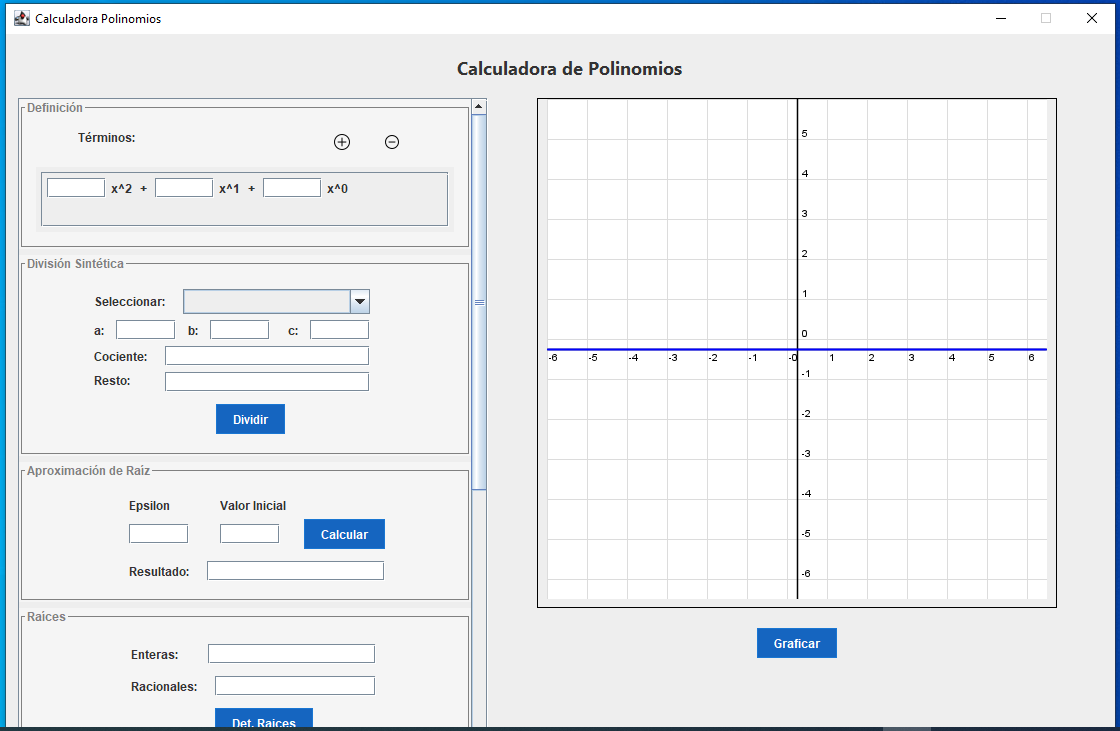 Calculadora Polinomios
Calculadora de Polinomios
Definición
Términos:
x^2 + x^1 + x^0
División Sintética
Seleccionar:
a: b: c:
Cociente:
Resto:
Dividir
Aproximación de Raíz
Epsilon Valor Inicial
Calcular
Resultado:
Raíces
Enteras:
Racionales:
Det. Raices
5
4
3
2
1
0
-6 -5 -4 -3 -2 -1 -0 1 2 3 4 5 6
-1
-2
-3
-4
-5
-6
Graficar